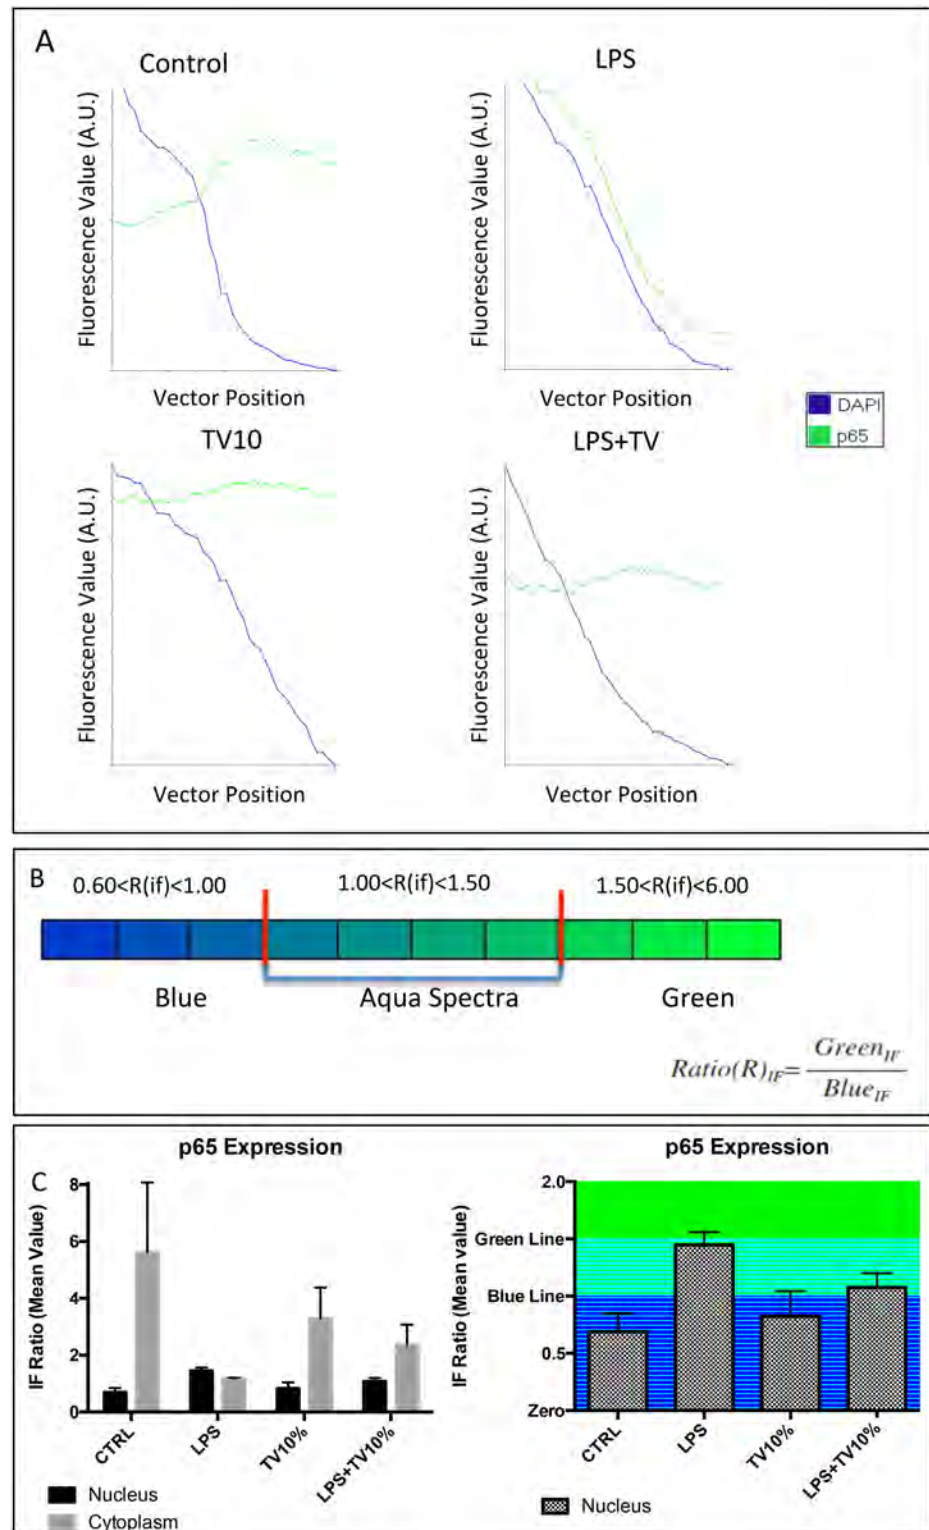 A
Control
LPS
Fluorescence Value (A.U.)
Fluorescence Value (A.U.)
Vector Position
Vector Position
DAPI
p65
TV10
LPS+TV
Fluorescence Value (A.U.)
Fluorescence Value (A.U.)
Vector Position
Vector Position
B
0.60<R(if)<1.00
1.00<R(if)<1.50
1.50<R(if)<6.00
Blue
Aqua Spectra
Green
Ratio(R)IF= GreenIF
BlueIF
C
p65 Expression
IF Ratio (Mean Value)
8
6
4
2
0
CTRL
LPS
TV10%
LPS+TV10%
Nucleus
Cytoplasm
p65 Expression
IF Ratio (Mean value)
2.0
Green Line
Blue Line
0.5
Zero
CTRL
LPS
TV10%
LPS+TV10%
Nucleus